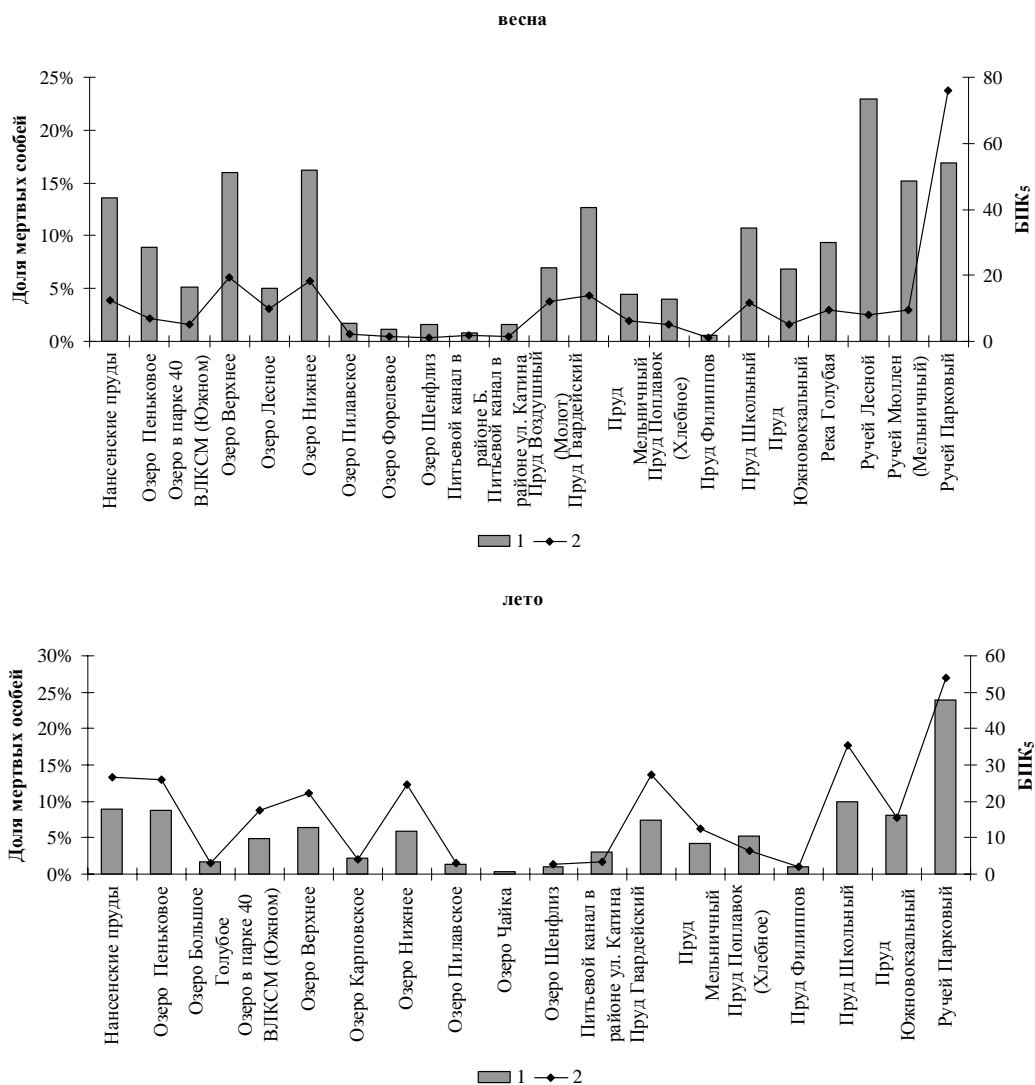 весна
25%
20%
15%
10%
5%
0%
Доля мертвых сообей
80
60
40
20
0
БПК₅
Нансенские пруды
Озеро Пеньковое
Озеро в парке 40
ВЛКСМ (Южном)
Озеро Верхнее
Озеро Лесное
Озеро Нижнее
Озеро Пилавское
Озеро Форелевое
Озеро Шенфлиз
Питьевой канал в
районе Б.
Питьевой канал в
районе ул. Катина
Пруд Воздушный
(Молот)
Пруд Гвардейский
Пруд
Мельничный
Пруд Поплавок
(Хлебное)
Пруд Филиппов
Пруд Школьный
Пруд
Южновокзальный
Река Голубая
Ручей Лесной
Ручей Мюллен
(Мельничный)
Ручей Парковый
1 2
лето
30%
25%
20%
15%
10%
5%
0%
Доля мертвых особей
60
50
40
30
20
10
0
БПК₅
Нансенские пруды
Озеро Пеньковое
Озеро Большое
Голубое
Озеро в парке 40
ВЛКСМ (Южном)
Озеро Верхнее
Озеро Карповское
Озеро Нижнее
Озеро Пилавское
Озеро Чайка
Озеро Шенфлиз
Питьевой канал в
районе ул. Катина
Пруд Гвардейский
Пруд
Мельничный
Пруд Поплавок
(Хлебное)
Пруд Филиппов
Пруд Школьный
Пруд
Южновокзальный
Ручей Парковый
1 2